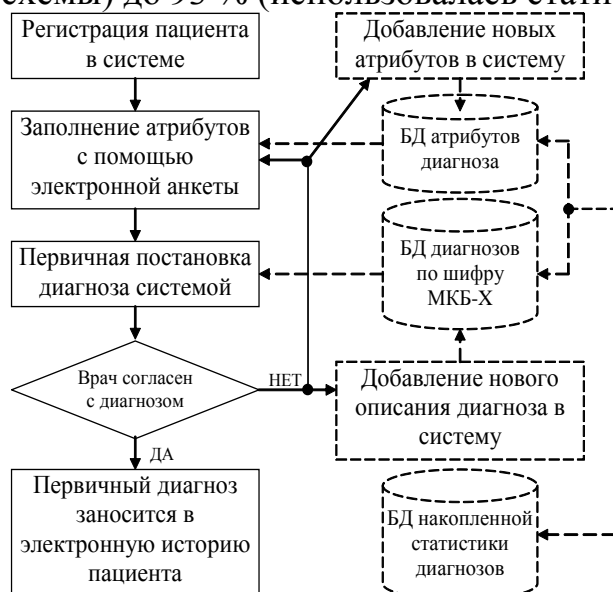 схемы) до 95 % (использовалась стати
Регистрация пациента
в системе
Добавление новых
атрибутов в систему
Заполнение атрибутов
с помощью
электронной анкеты
БД атрибутов
диагноза
Первичная постановка
диагноза системой
БД диагнозов
по шифру
МКБ-X
Врач согласен
с диагнозом
НЕТ
Добавление нового
описания диагноза в
систему
ДА
Первичный диагноз
заносится в
электронную историю
пациента
БД накопленной
статистики
диагнозов